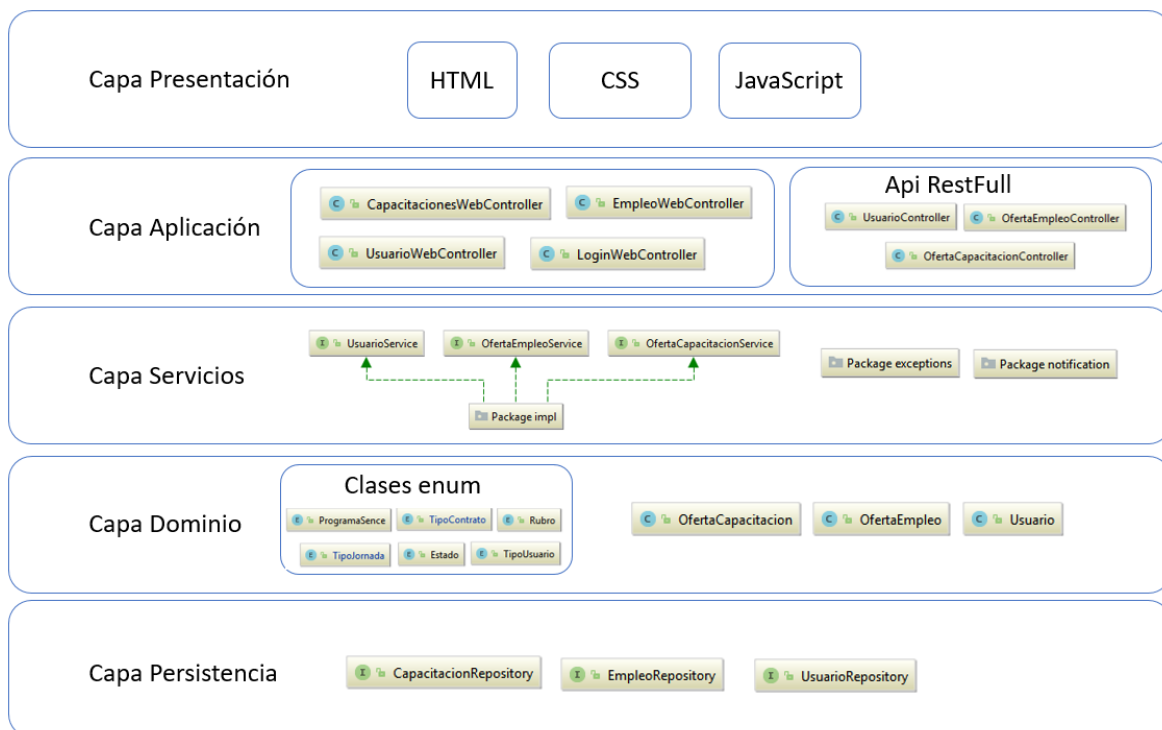 Capa Presentación
HTML
CSS
JavaScript
Capa Aplicación
CapacitacionesWebController
EmpleoWebController
UsuarioWebController
LoginWebController
Api RestFull
UsuarioController
OfertaEmpleoController
OfertaCapacitacionController
Capa Servicios
UsuarioService
OfertaEmpleoService
OfertaCapacitacionService
Package impl
Package exceptions
Package notification
Capa Dominio
Clases enum
ProgramaSence
TipoContrato
Rubro
TipoJornada
Estado
TipoUsuario
OfertaCapacitacion
OfertaEmpleo
Usuario
Capa Persistencia
CapacitacionRepository
EmpleoRepository
UsuarioRepository